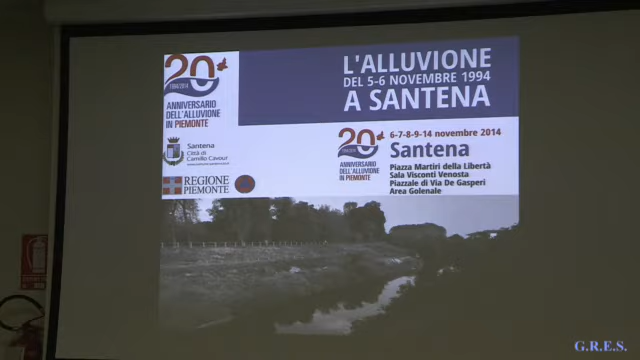 20
1994/2014
ANNIVERSARIO
DELL'ALLUVIONE
IN PIEMONTE
Santena
Città di
Camillo Cavour
REGIONE
PIEMONTE
L'ALLUVIONE
DEL 5-6 NOVEMBRE 1994
A SANTENA
20
ANNIVERSARIO
DELL'ALLUVIONE
IN PIEMONTE
6-7-8-9-14 novembre 2014
Santena
Piazza Martiri della Libertà
Sala Visconti Venosta
Piazzale di Via De Gasperi
Area Golenale
G.R.E.S.